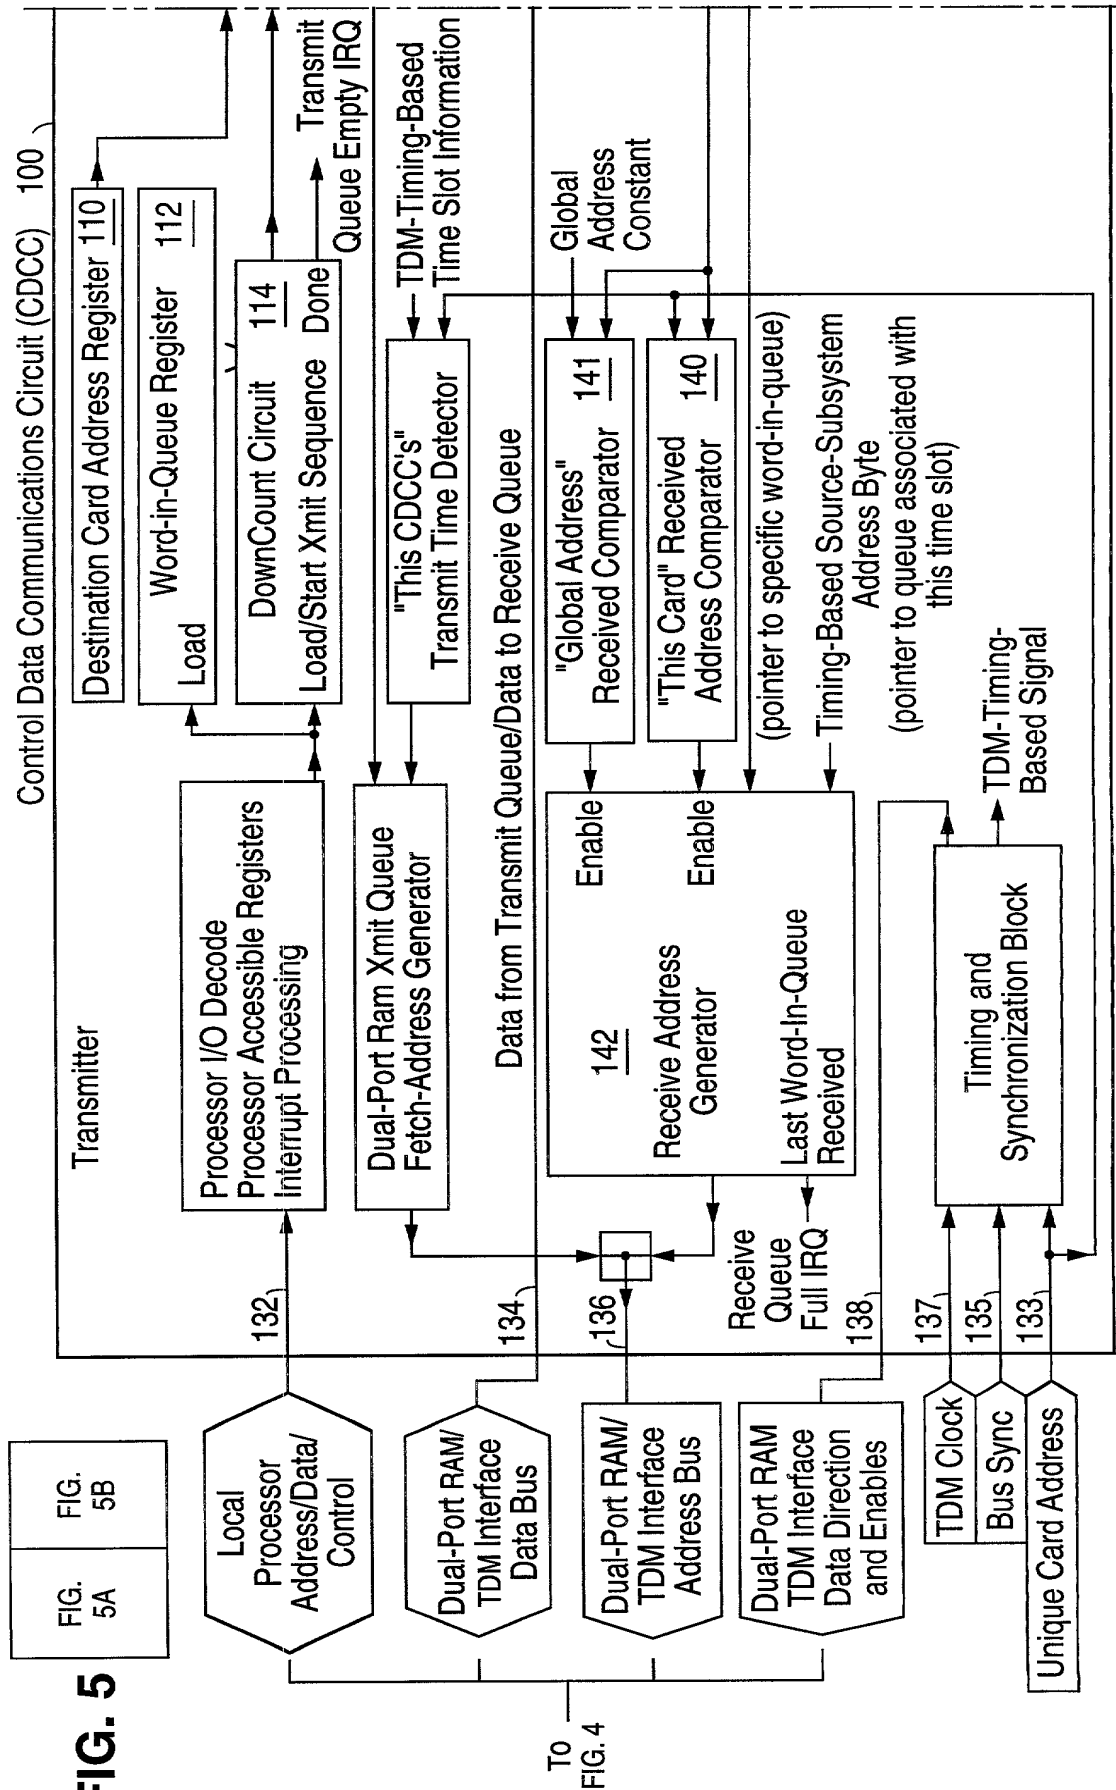 FIG. 5
FIG.
5A
FIG.
5B
Control Data Communications Circuit (CDCC) 100
Transmitter
Destination Card Address Register 110
Word-in-Queue Register 112
Load
DownCount Circuit 114
Load/Start Xmit Sequence Done
Transmit
Queue Empty IRQ
Processor I/O Decode
Processor Accessible Registers
Interrupt Processing
Local
Processor
Address/Data/
Control
132
TDM-Timing-Based
Time Slot Information
"This CDCC's"
Transmit Time Detector
Dual-Port Ram Xmit Queue
Fetch-Address Generator
Data from Transmit Queue/Data to Receive Queue
134
Dual-Port RAM/
TDM Interface
Data Bus
Global
Address
Constant
"Global Address"
Received Comparator 141
"This Card" Received
Address Comparator 140
Enable
Enable
142
Receive Address
Generator
Last Word-In-Queue
Received
(pointer to specific word-in-queue)
Timing-Based Source-Subsystem
Address Byte
(pointer to queue associated with
this time slot)
136
Dual-Port RAM/
TDM Interface
Address Bus
Receive
Queue
Full IRQ
138
Dual-Port RAM
TDM Interface
Data Direction
and Enables
To
FIG. 4
TDM-Timing-
Based Signal
Timing and
Synchronization Block
137
135
133
TDM Clock
Bus Sync
Unique Card Address